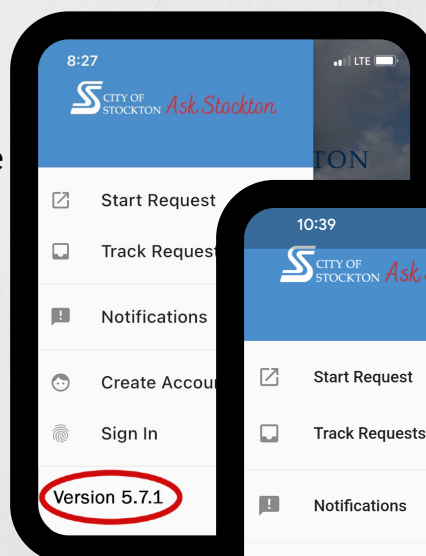 8:27
LTE
CITY OF
STOCKTON Ask Stockton
TON
Start Request
Track Request
Notifications
Create Accou
Sign In
Version 5.7.1
e
10:39
CITY OF
STOCKTON Ask
Start Request
Track Requests
Notifications